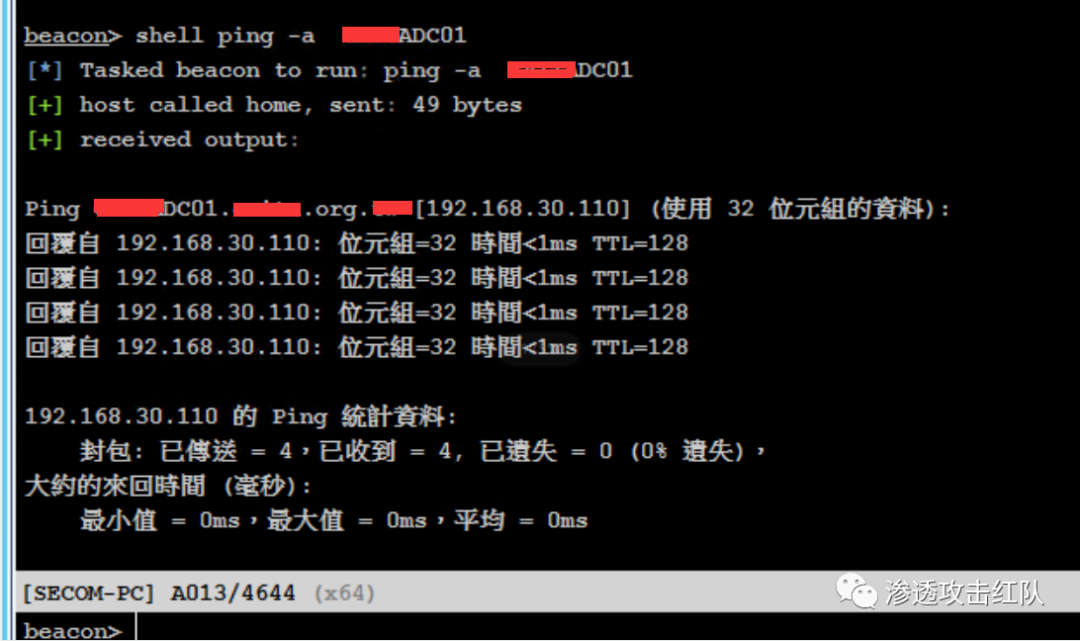 beacon> shell ping -a ADC01
[*] Tasked beacon to run: ping -a DC01
[+] host called home, sent: 49 bytes
[+] received output:
Ping DC01. .org. [192.168.30.110] (使用 32 位元組的資料):
回覆自 192.168.30.110: 位元組=32 時間<1ms TTL=128
回覆自 192.168.30.110: 位元組=32 時間<1ms TTL=128
回覆自 192.168.30.110: 位元組=32 時間<1ms TTL=128
回覆自 192.168.30.110: 位元組=32 時間<1ms TTL=128
192.168.30.110 的 Ping 統計資料:
封包: 已傳送 = 4，已收到 = 4, 已遺失 = 0 (0% 遺失)，
大約的來回時間 (毫秒):
最小值 = 0ms，最大值 = 0ms，平均 = 0ms
[SECOM-PC] A013/4644 (x64)
渗透攻击红队
beacon>